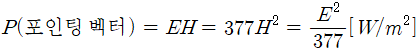 P(포인팅 벡터) = EH = 377H² = E²/377 [W/m²]